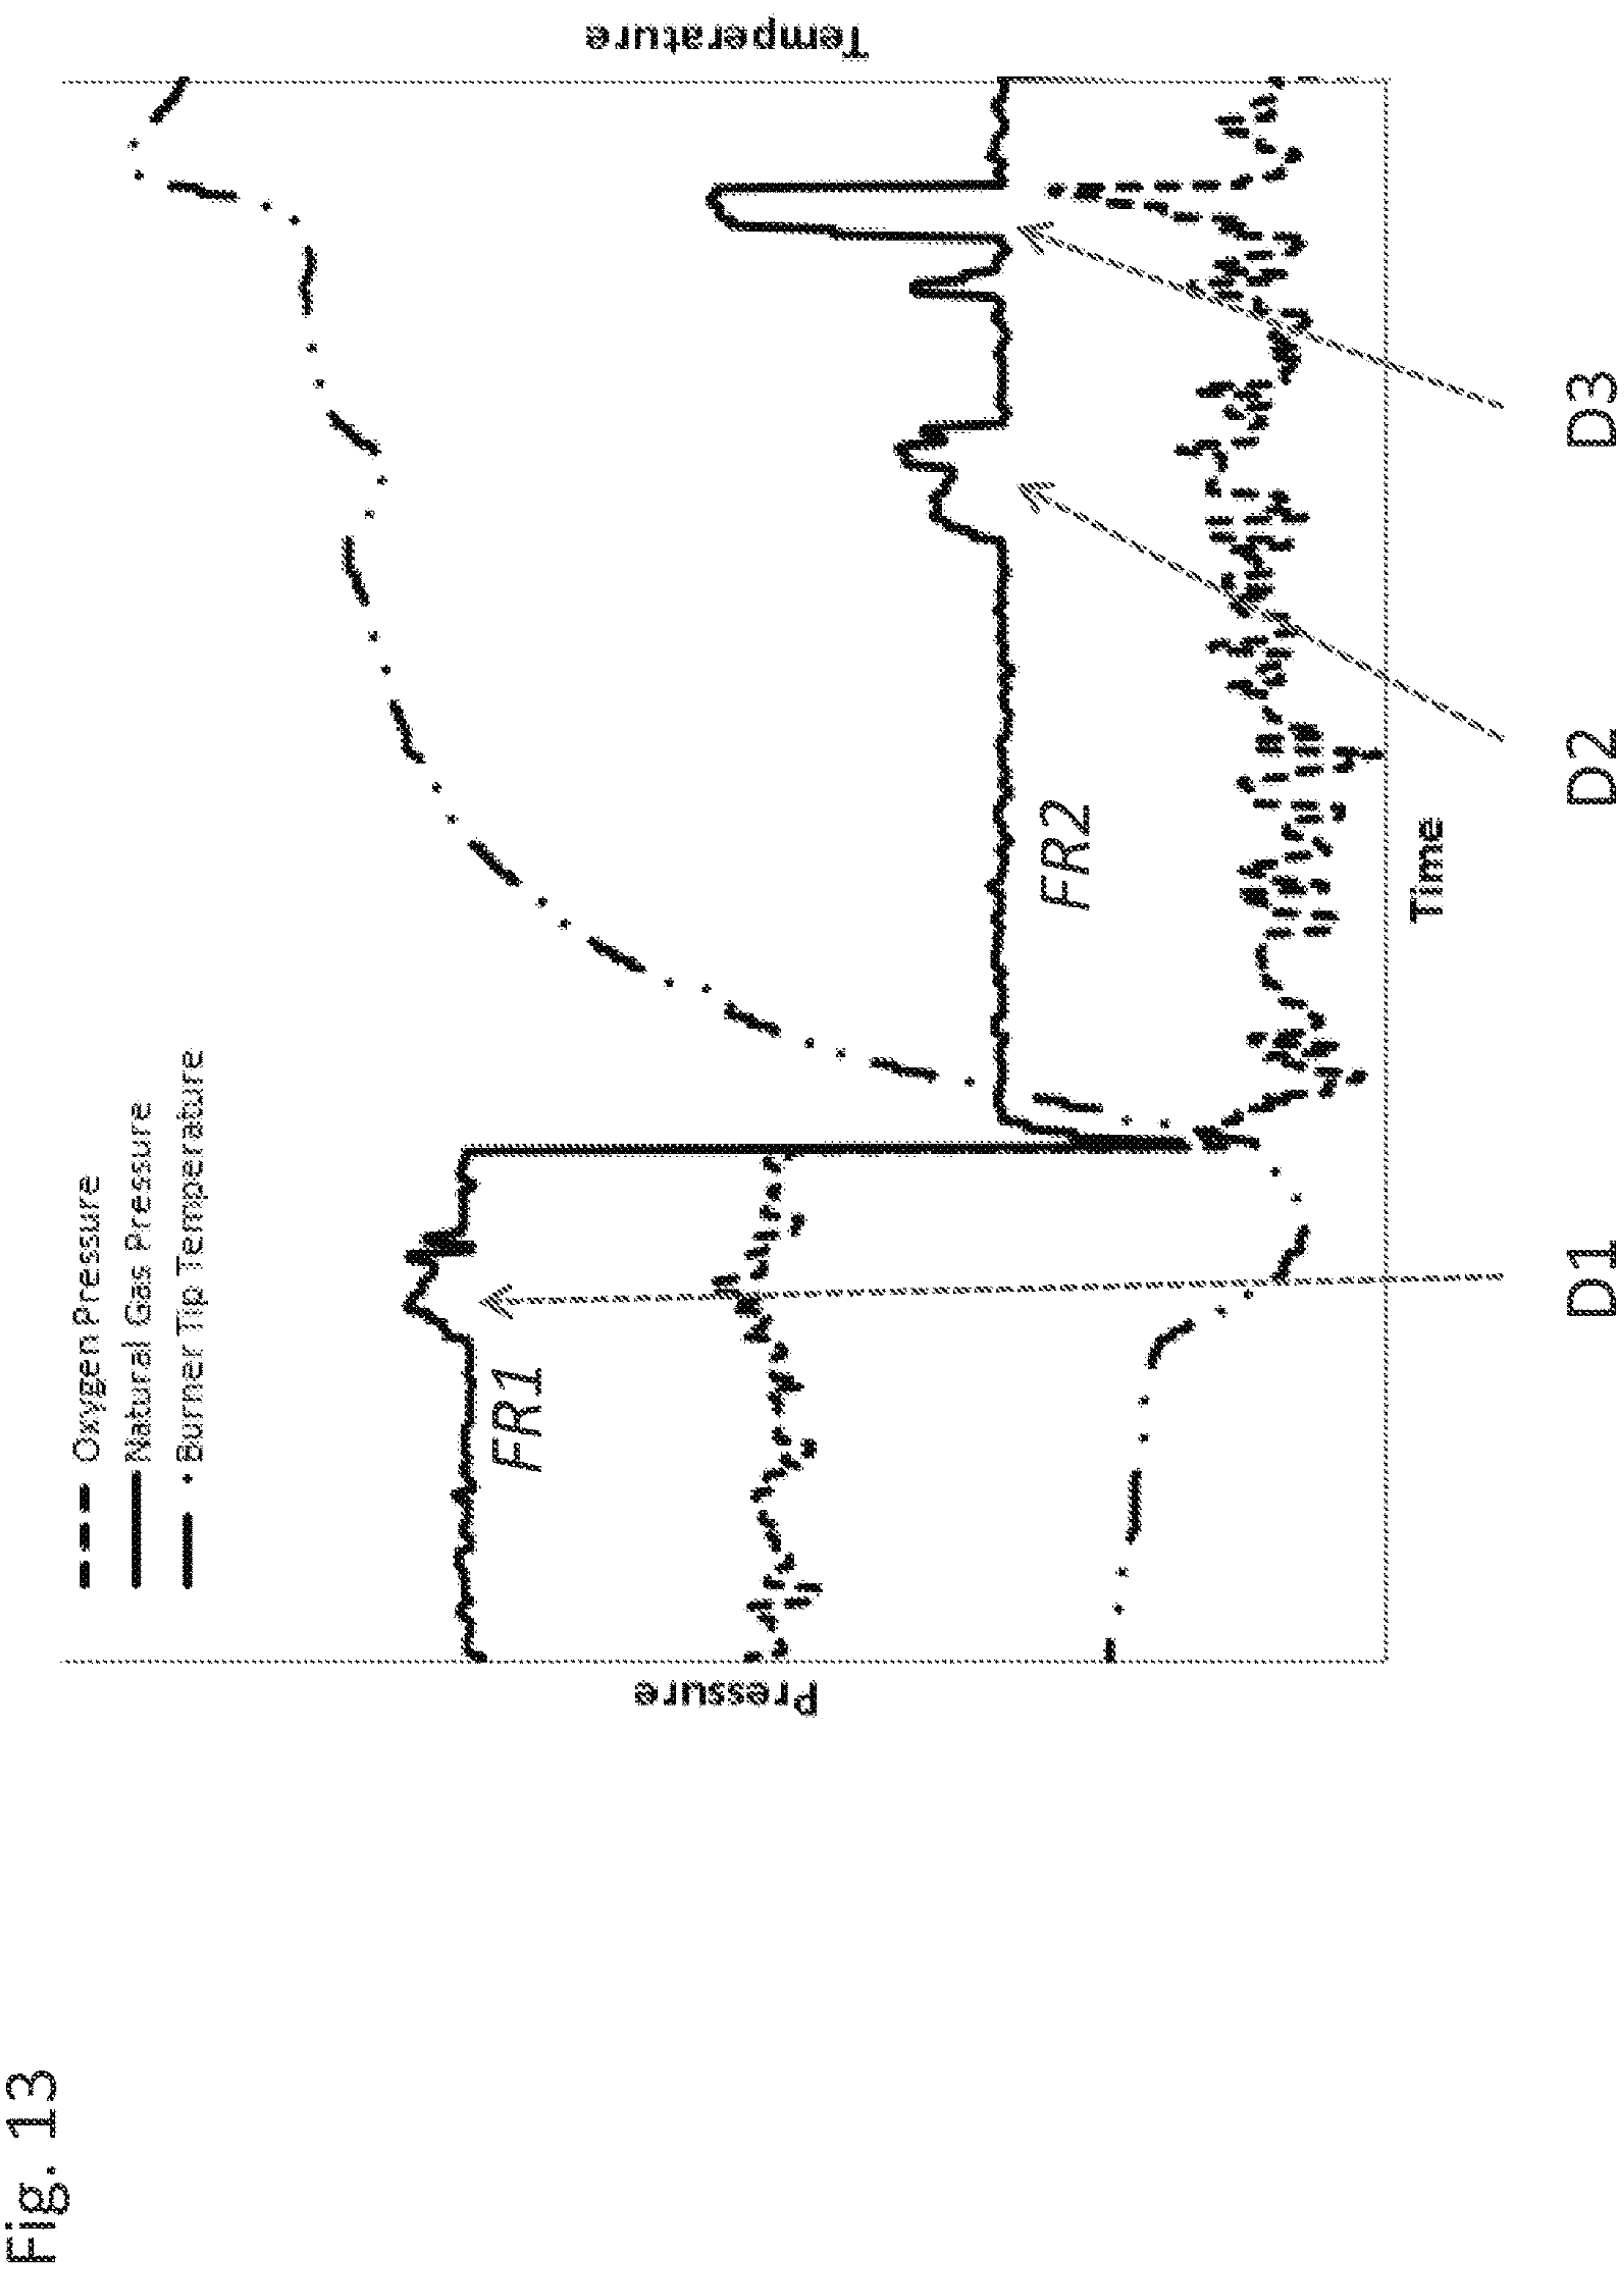 Fig. 13
Oxygen Pressure
Natural Gas Pressure
Burner Tip Temperature
Pressure
Temperature
FR1
FR2
Time
D1
D2
D3